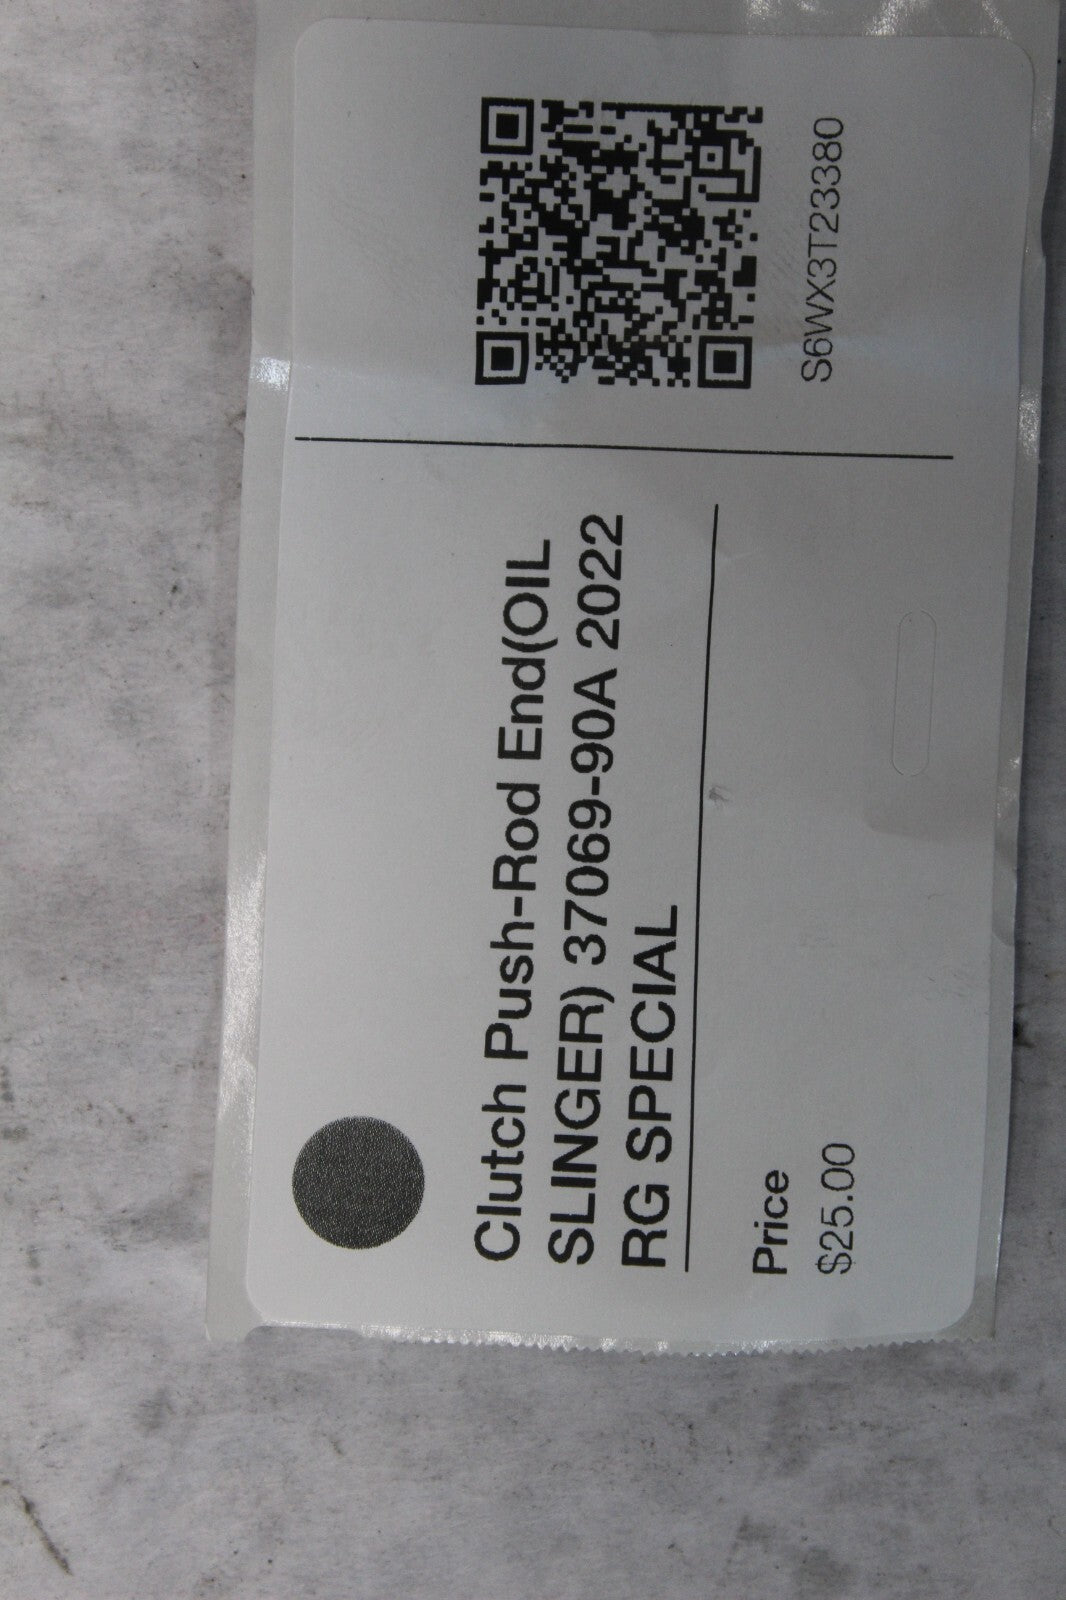 Clutch Push-Rod End(OIL
SLINGER) 37069-90A 2022
RG SPECIAL
Price
$25.00
S6WX3T23380